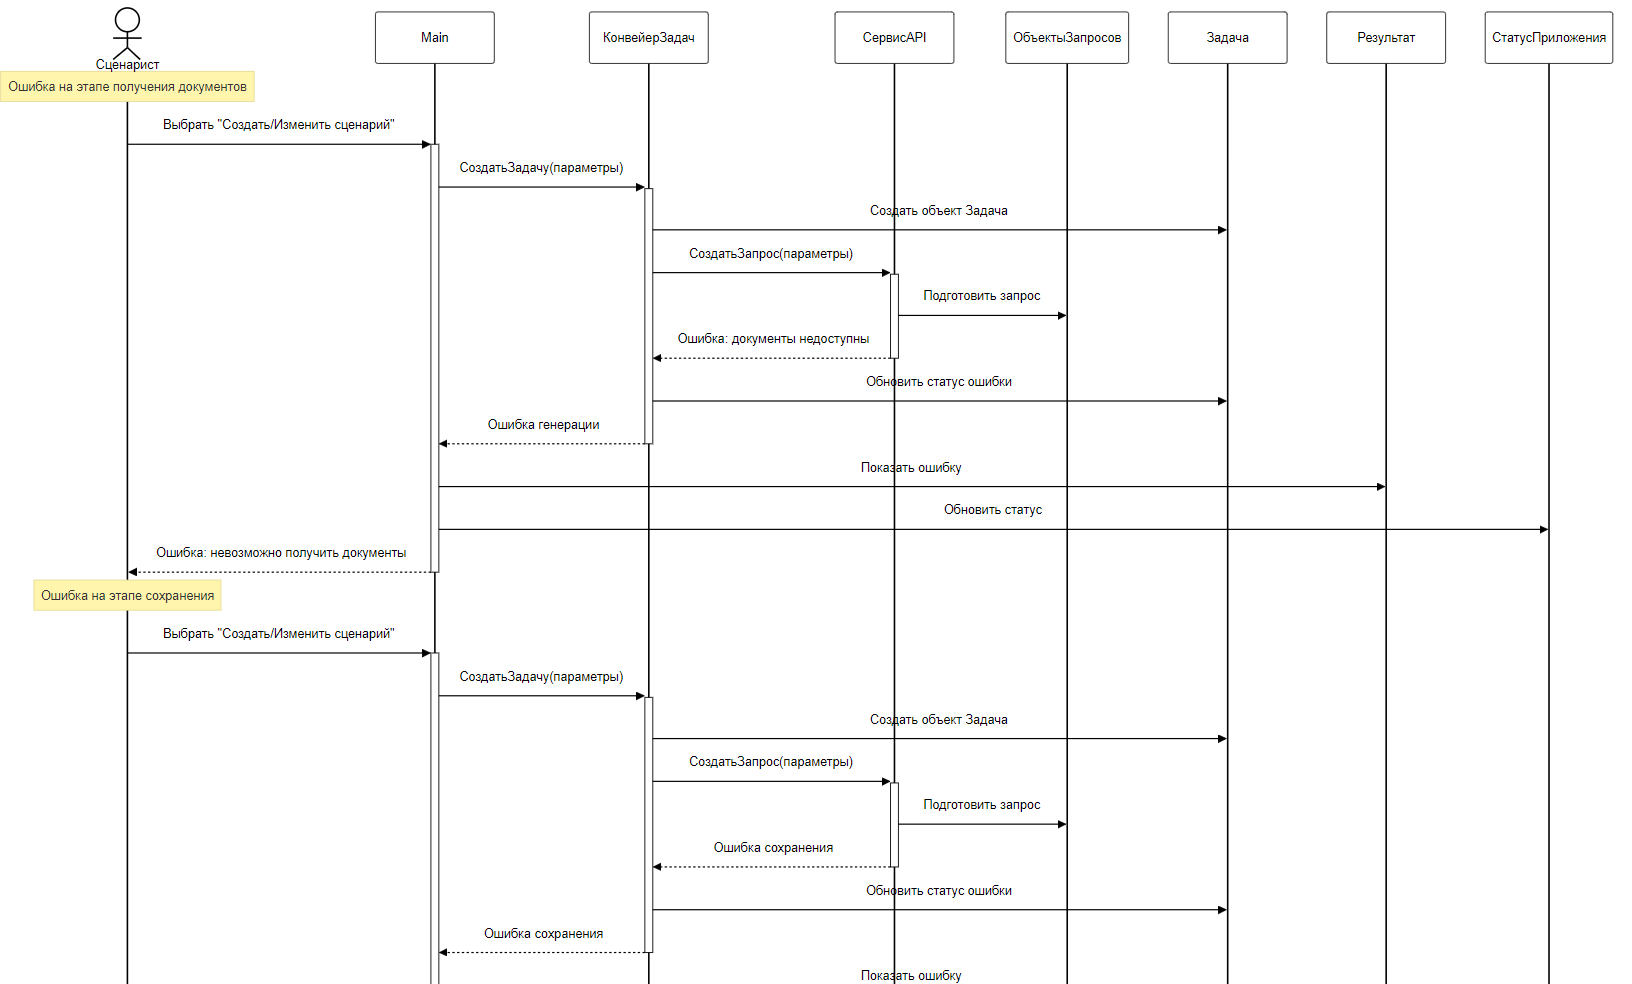 Сценарист
Main
КонвейерЗадач
СервисAPI
ОбъектыЗапросов
Задача
Результат
СтатусПриложения
Ошибка на этапе получения документов
Выбрать "Создать/Изменить сценарий"
СоздатьЗадачу(параметры)
Создать объект Задача
СоздатьЗапрос(параметры)
Подготовить запрос
Ошибка: документы недоступны
Обновить статус ошибки
Ошибка генерации
Показать ошибку
Обновить статус
Ошибка: невозможно получить документы
Ошибка на этапе сохранения
Выбрать "Создать/Изменить сценарий"
СоздатьЗадачу(параметры)
Создать объект Задача
СоздатьЗапрос(параметры)
Подготовить запрос
Ошибка сохранения
Обновить статус ошибки
Ошибка сохранения
Показать ошибку